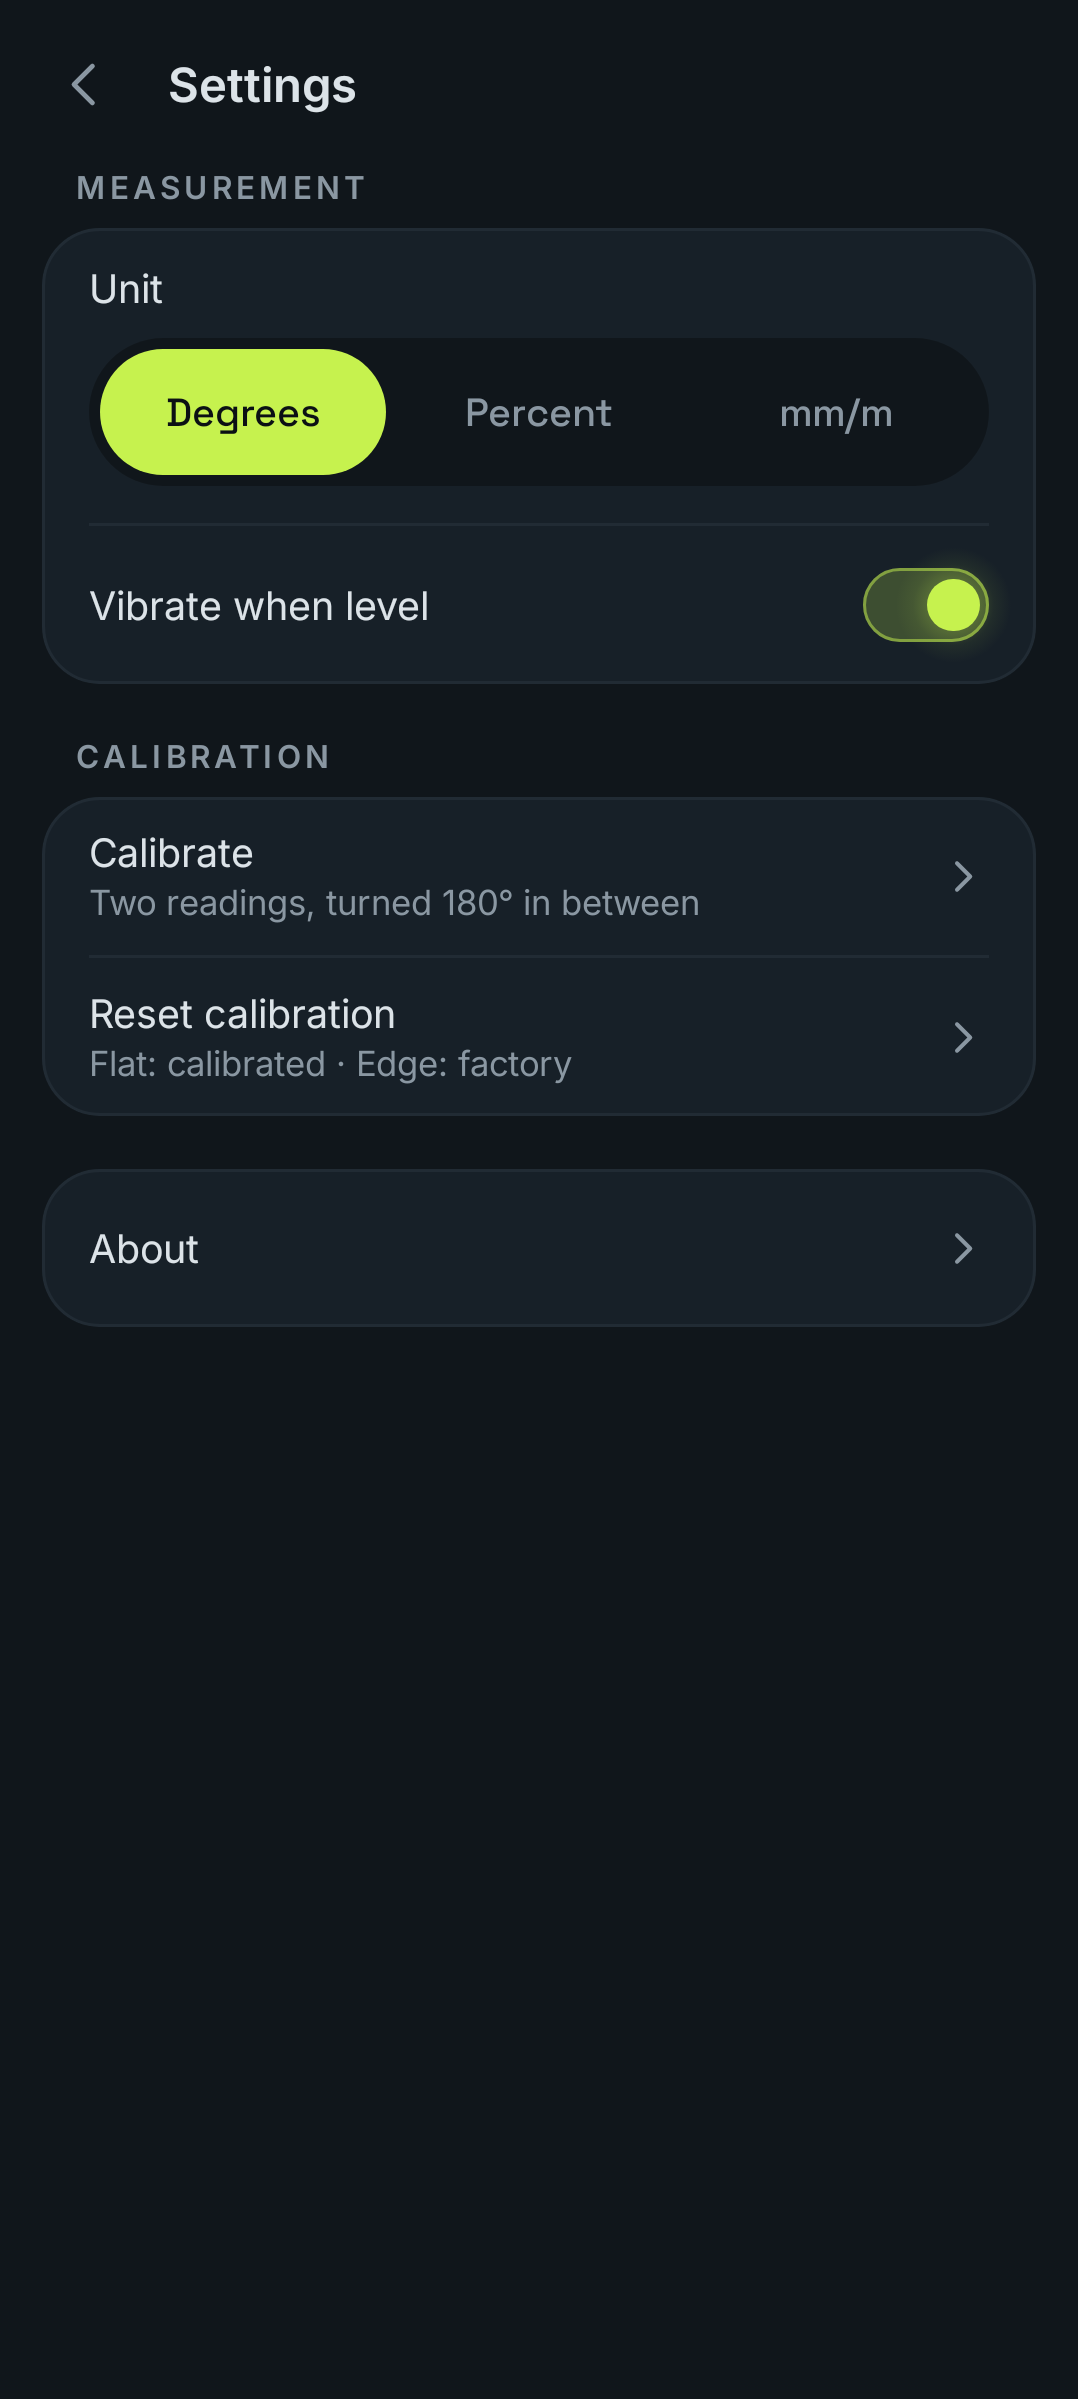 Settings
MEASUREMENT
Unit
Degrees Percent mm/m
Vibrate when level
CALIBRATION
Calibrate
Two readings, turned 180° in between
Reset calibration
Flat: calibrated · Edge: factory
About